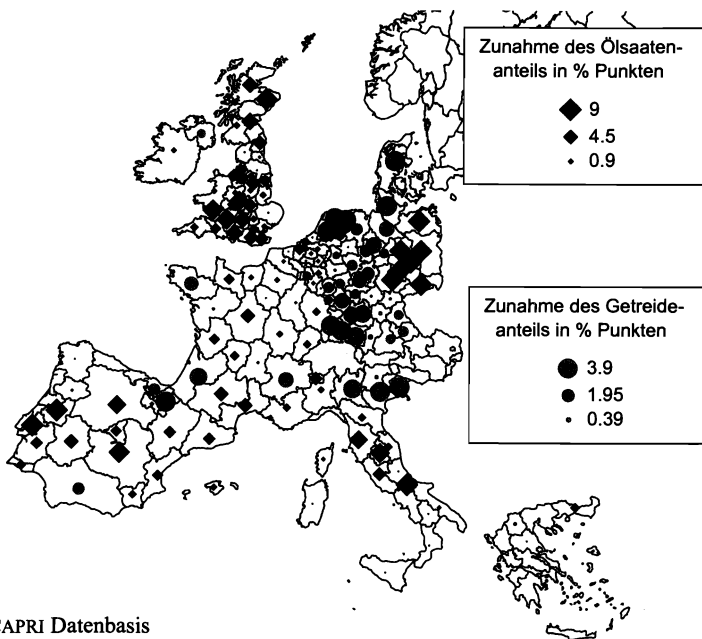 Zunahme des Ölsaaten-
anteils in % Punkten
9
4.5
0.9
Zunahme des Getreide-
anteils in % Punkten
3.9
1.95
0.39
CAPRI Datenbasis